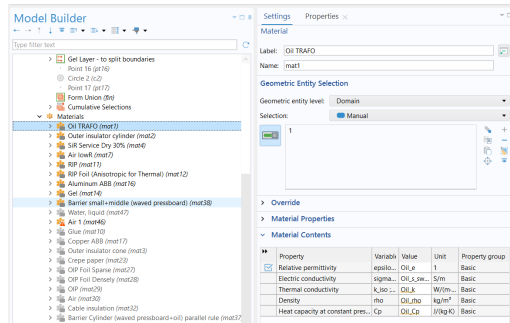 Model Builder
Type filter text
Gel Layer - to split boundaries
Point 16 (pt16)
Circle 2 (c2)
Point 17 (pt17)
Form Union (fin)
Cumulative Selections
Materials
Oil TRAFO (mat1)
Outer insulator cylinder (mat2)
SiR Service Dry 30% (mat4)
Air lowR (mat7)
RIP (mat11)
RIP Foil (Anisotropic for Thermal) (mat12)
Aluminum ABB (mat16)
Gel (mat14)
Barrier small+middle (waved pressboard) (mat38)
Water, liquid (mat47)
Air 1 (mat46)
Glue (mat10)
Copper ABB (mat17)
Outer insulator cone (mat3)
Crepe paper (mat23)
OIP Foil Sparse (mat27)
OIP Foil Densely (mat28)
OIP (mat29)
Air (mat30)
Cable insulation (mat32)
Barrier Cylinder (waved pressboard+oil) parallel rule (mat37
Settings Properties
Material
Label: Oil TRAFO
Name: mat1
Geometric Entity Selection
Geometric entity level: Domain
Selection: Manual
1
Override
Material Properties
Material Contents
Property Variable Value Unit Property group
Relative permittivity epsilo... Oil_e 1 Basic
Electric conductivity sigma... Oil_s_sw... S/m Basic
Thermal conductivity k_iso ;... Oil_k W/(m·... Basic
Density rho Oil_rho kg/m³ Basic
Heat capacity at constant pres... Cp Oil_Cp J/(kg·K) Basic